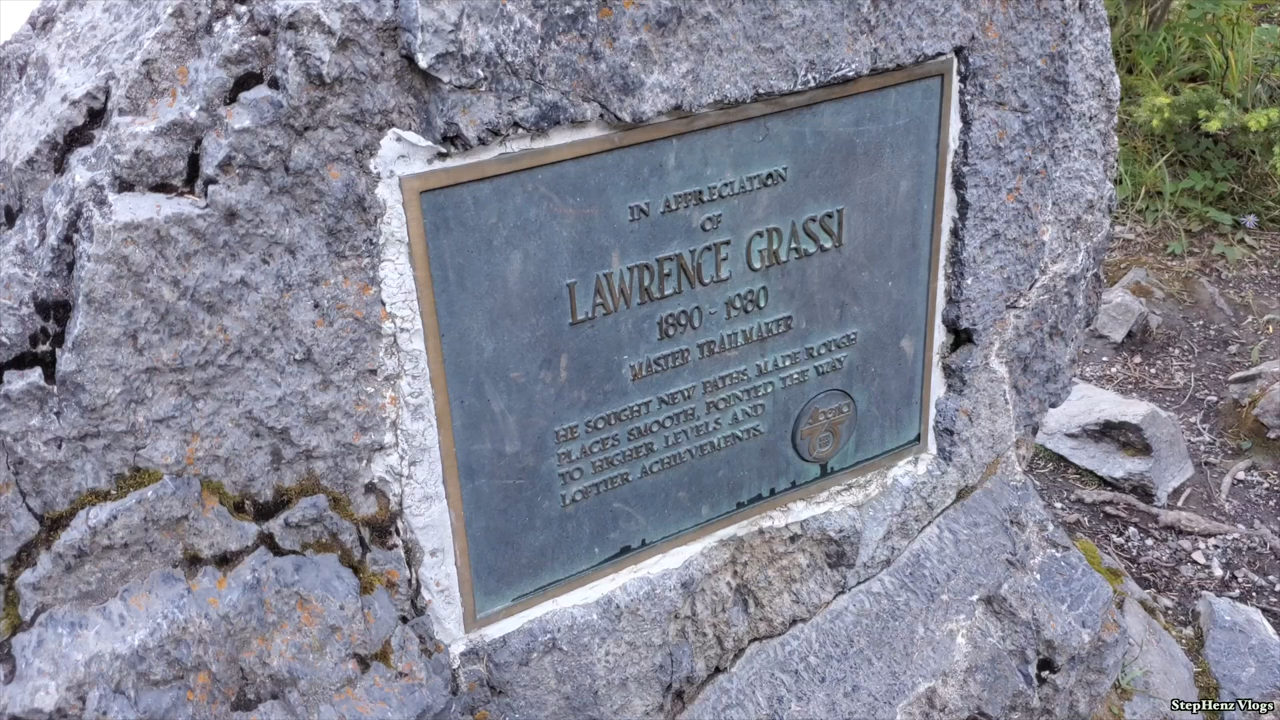 IN APPRECIATION
OF
LAWRENCE GRASSI
1890 - 1980
MASTER TRAILMAKER
HE SOUGHT NEW PATHS, MADE ROUGH
PLACES SMOOTH, POINTED THE WAY
TO HIGHER LEVELS AND
LOFTIER ACHIEVEMENTS.
StepHenz Vlogs